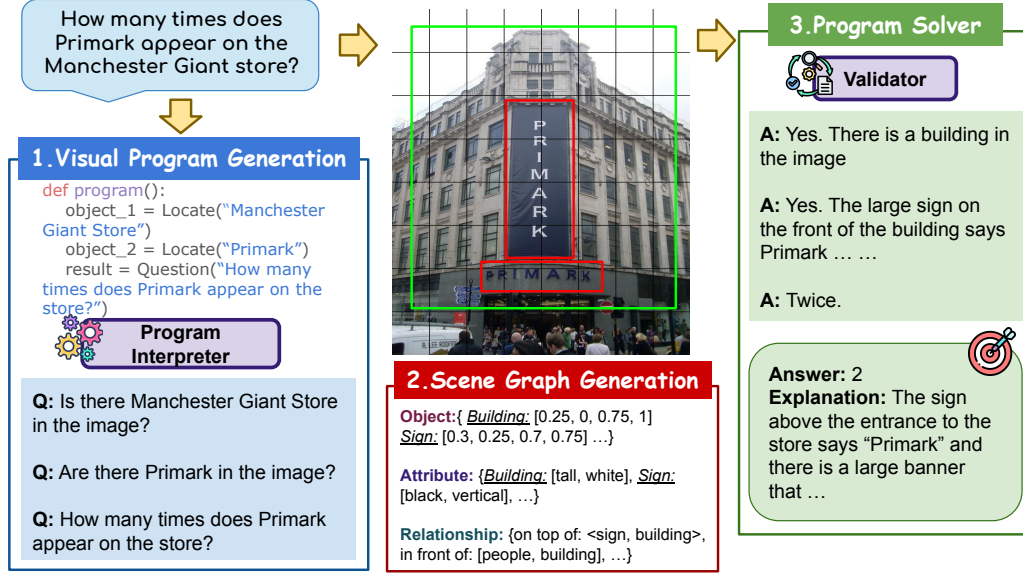 How many times does
Primark appear on the
Manchester Giant store?
1.Visual Program Generation
def program():
object_1 = Locate(“Manchester
Giant Store”)
object_2 = Locate(“Primark”)
result = Question(“How many
times does Primark appear on the
store?”)
Program
Interpreter
Q: Is there Manchester Giant Store
in the image?
Q: Are there Primark in the image?
Q: How many times does Primark
appear on the store?
PRIMARK
PRIMARK
2.Scene Graph Generation
Object:{ Building: [0.25, 0, 0.75, 1]
Sign: [0.3, 0.25, 0.7, 0.75] …}
Attribute: {Building: [tall, white], Sign:
[black, vertical], …}
Relationship: {on top of: <sign, building>,
in front of: [people, building], …}
3.Program Solver
Validator
A: Yes. There is a building in
the image
A: Yes. The large sign on
the front of the building says
Primark … …
A: Twice.
Answer: 2
Explanation: The sign
above the entrance to the
store says “Primark” and
there is a large banner
that …